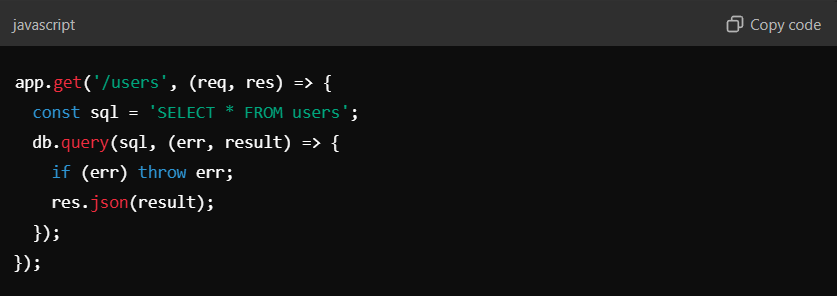 javascript
Copy code
app.get('/users', (req, res) => {
  const sql = 'SELECT * FROM users';
  db.query(sql, (err, result) => {
    if (err) throw err;
    res.json(result);
  });
});